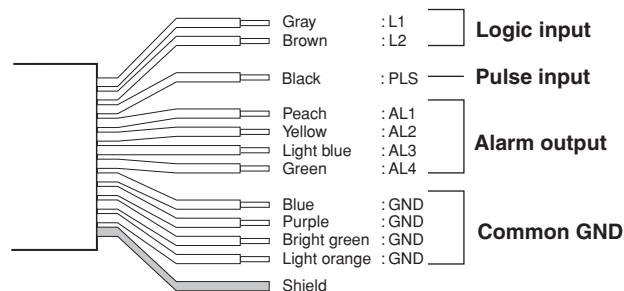 Gray : L1
Brown : L2
Logic input
Black : PLS
Pulse input
Peach : AL1
Yellow : AL2
Light blue : AL3
Green : AL4
Alarm output
Blue : GND
Purple : GND
Bright green : GND
Light orange : GND
Common GND
Shield